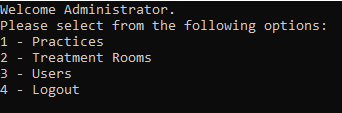 Welcome Administrator.
Please select from the following options:
1 - Practices
2 - Treatment Rooms
3 - Users
4 - Logout